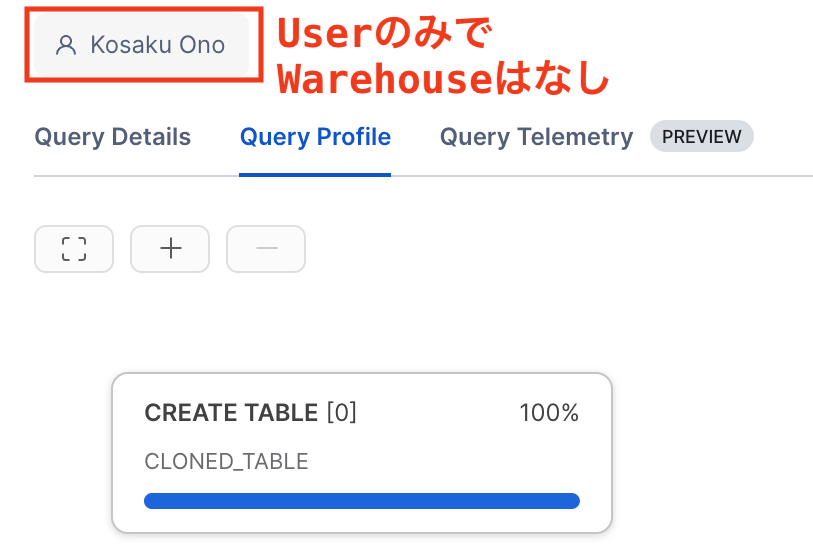 Kosaku Ono
Userのみで
Warehouseはなし
Query Details
Query Profile
Query Telemetry
PREVIEW
CREATE TABLE [0]
100%
CLONED_TABLE